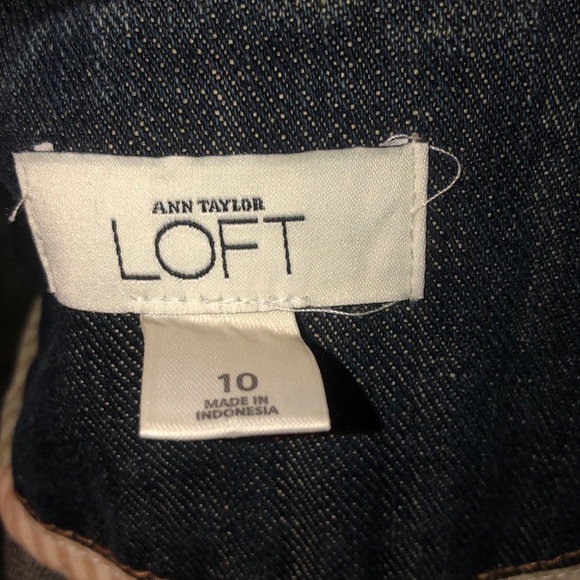 ANN TAYLOR
LOFT
10
MADE IN
INDONESIA